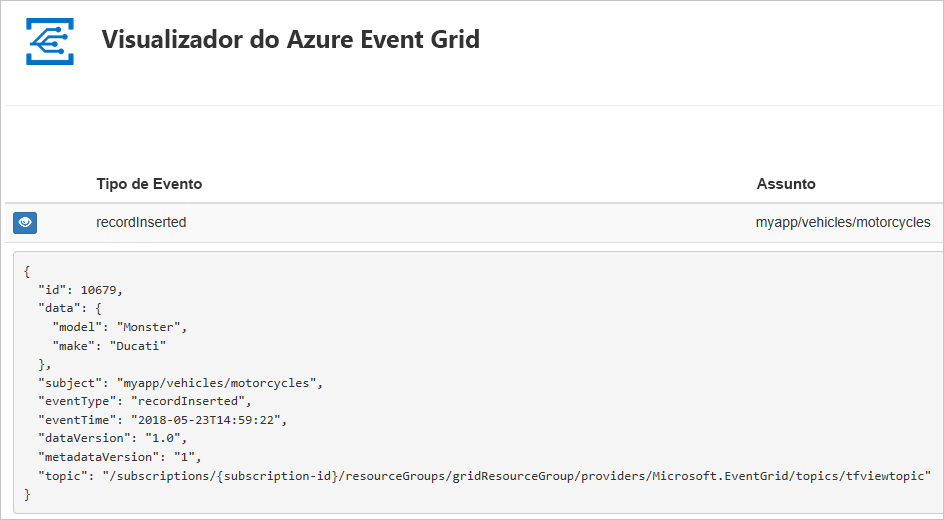 Visualizador do Azure Event Grid
Tipo de Evento Assunto
recordInserted myapp/vehicles/motorcycles
{
  "id": 10679,
  "data": {
    "model": "Monster",
    "make": "Ducati"
  },
  "subject": "myapp/vehicles/motorcycles",
  "eventType": "recordInserted",
  "eventTime": "2018-05-23T14:59:22",
  "dataVersion": "1.0",
  "metadataVersion": "1",
  "topic": "/subscriptions/{subscription-id}/resourceGroups/gridResourceGroup/providers/Microsoft.EventGrid/topics/tfviewtopic"
}